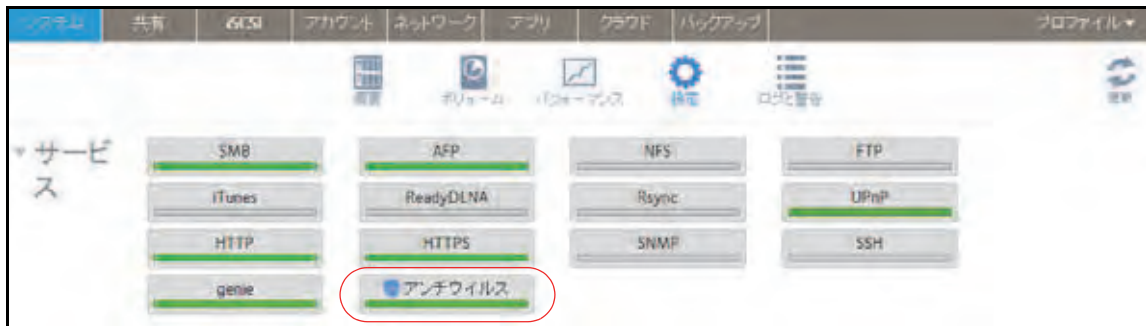 システム 共有 iSCSI アカウント ネットワーク アプリ クラウド バックアップ プロファイル
概要 ボリューム パフォーマンス 設定 ログと警告 更新
サービス
SMB AFP NFS FTP
iTunes ReadyDLNA Rsync UPnP
HTTP HTTPS SNMP SSH
genie アンチウイルス